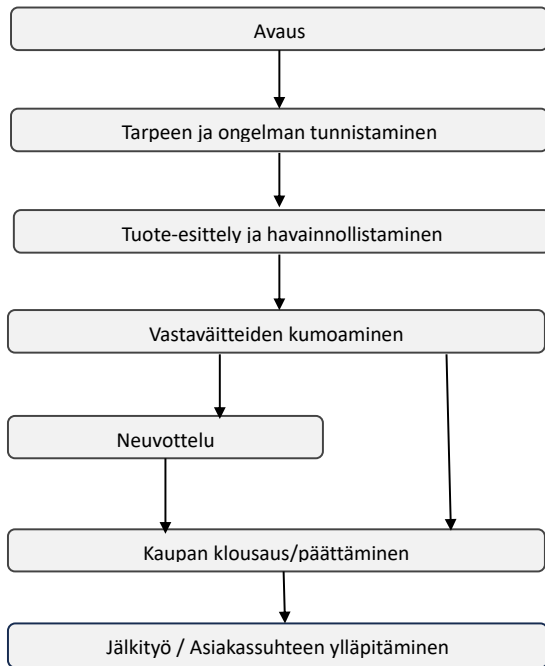 Avaus
Tarpeen ja ongelman tunnistaminen
Tuote-esittely ja havainnollistaminen
Vastaväitteiden kumoaminen
Neuvottelu
Kaupan klousaus/päättäminen
Jälkityö / Asiakassuhteen ylläpitäminen